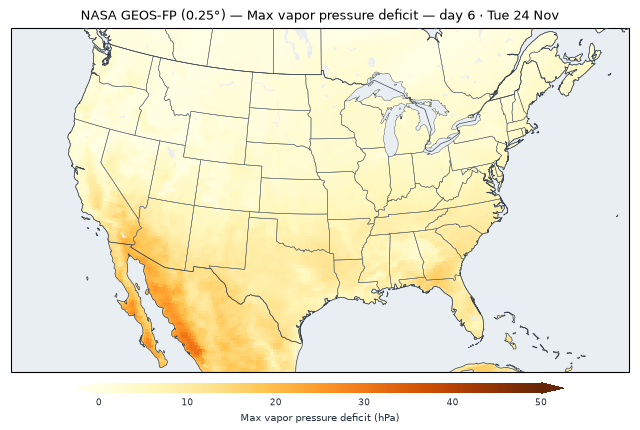 NASA GEOS-FP (0.25°) — Max vapor pressure deficit — day 6 · Tue 24 Nov
0 10 20 30 40 50
Max vapor pressure deficit (hPa)